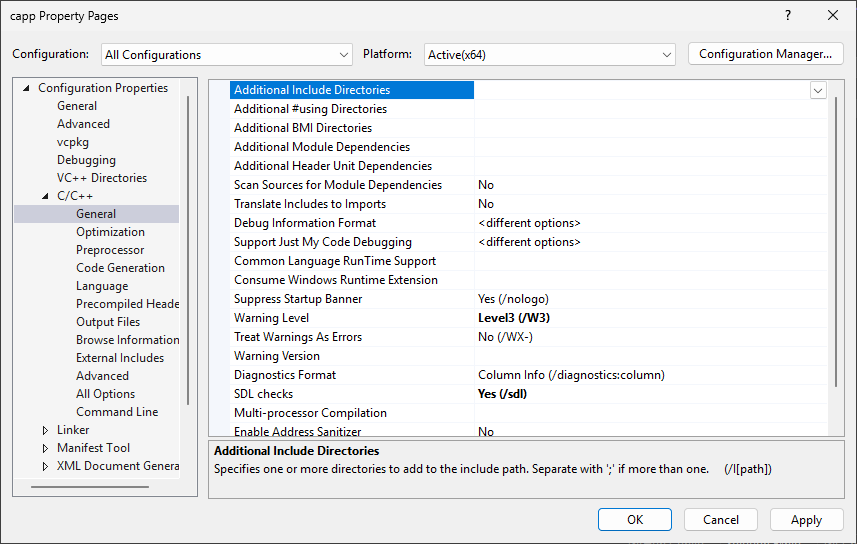 capp Property Pages
?
Configuration: All Configurations Platform: Active(x64) Configuration Manager...
Configuration Properties
General
Advanced
vcpkg
Debugging
VC++ Directories
C/C++
General
Optimization
Preprocessor
Code Generation
Language
Precompiled Heade
Output Files
Browse Information
External Includes
Advanced
All Options
Command Line
Linker
Manifest Tool
XML Document Genera
Additional Include Directories
Additional #using Directories
Additional BMI Directories
Additional Module Dependencies
Additional Header Unit Dependencies
Scan Sources for Module Dependencies No
Translate Includes to Imports No
Debug Information Format <different options>
Support Just My Code Debugging <different options>
Common Language RunTime Support
Consume Windows Runtime Extension
Suppress Startup Banner Yes (/nologo)
Warning Level Level3 (/W3)
Treat Warnings As Errors No (/WX-)
Warning Version
Diagnostics Format Column Info (/diagnostics:column)
SDL checks Yes (/sdl)
Multi-processor Compilation
Enable Address Sanitizer No
Additional Include Directories
Specifies one or more directories to add to the include path. Separate with ';' if more than one. (/I[path])
OK Cancel Apply